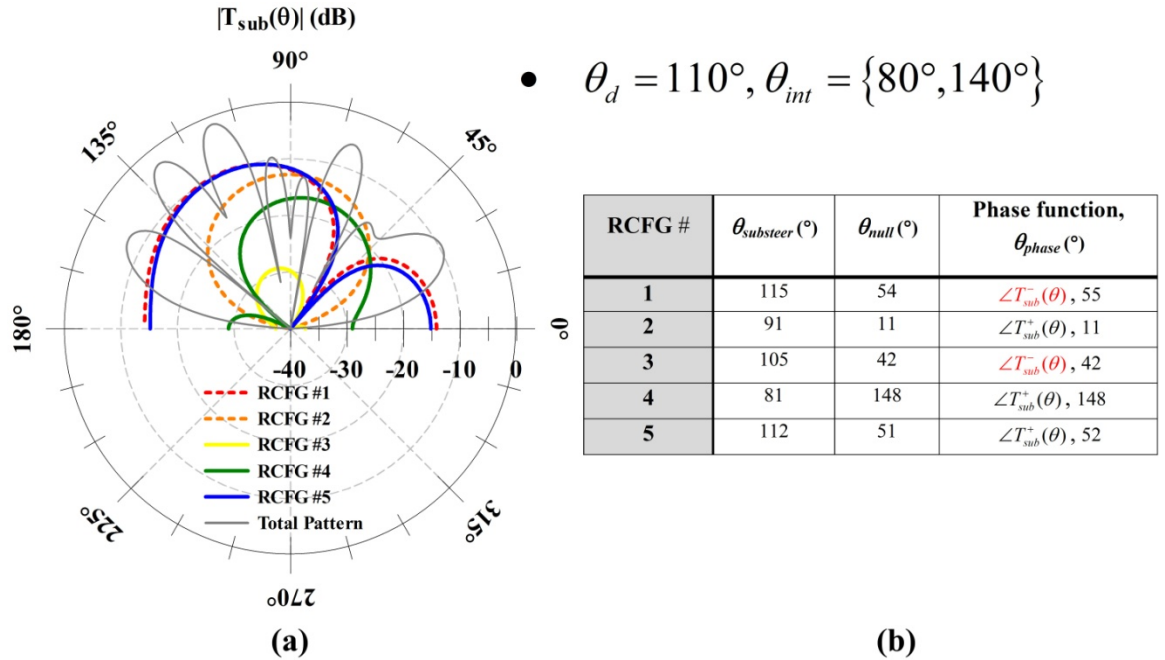 |T_sub(θ)| (dB)
90°
135°
45°
180°
0°
-40 -30 -20 -10 0
RCFG #1
RCFG #2
RCFG #3
RCFG #4
RCFG #5
Total Pattern
225°
315°
270°
(a)
• θ_d = 110°, θ_int = {80°,140°}
RCFG # θ_substeer (°) θ_null (°) Phase function, θ_phase (°)
1 115 54 ∠T⁻_sub(θ), 55
2 91 11 ∠T⁺_sub(θ), 11
3 105 42 ∠T⁻_sub(θ), 42
4 81 148 ∠T⁺_sub(θ), 148
5 112 51 ∠T⁺_sub(θ), 52
(b)